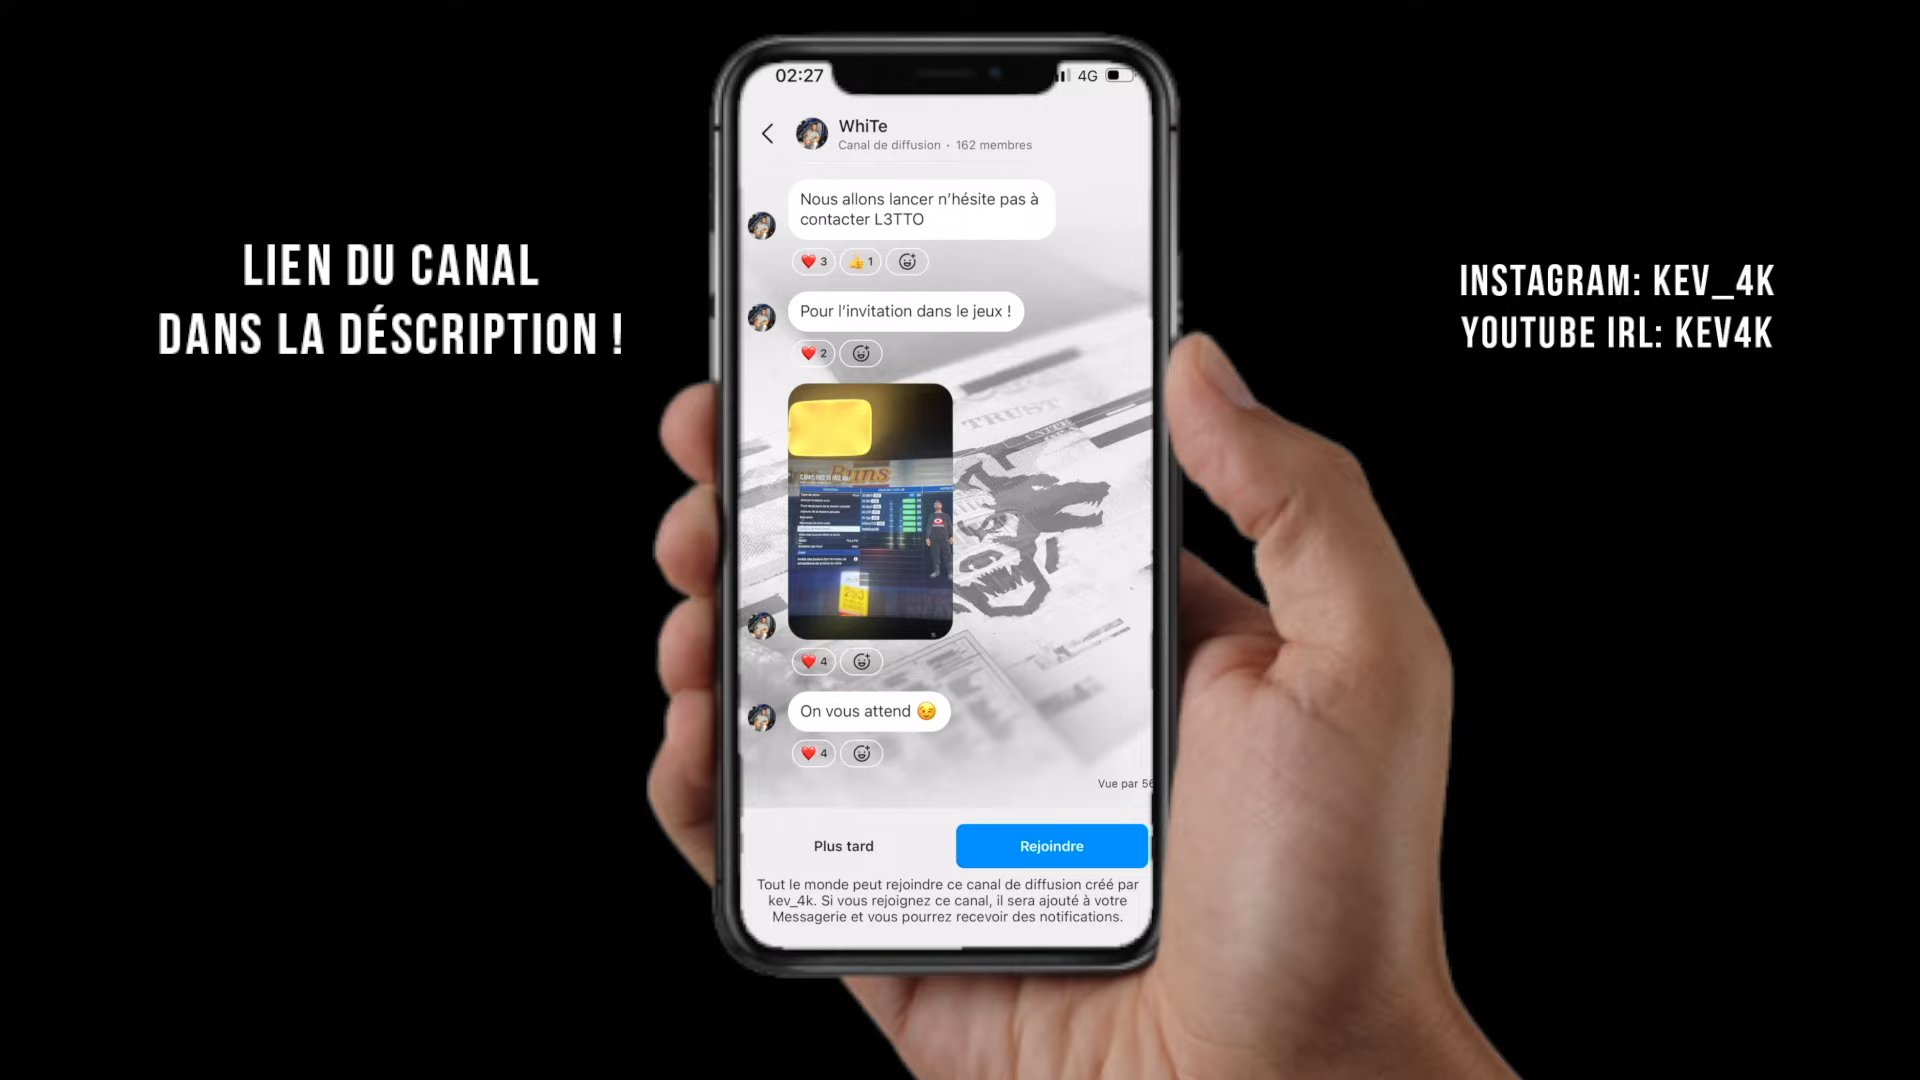 LIEN DU CANAL
DANS LA DÉSCRIPTION !
INSTAGRAM: KEV_4K
YOUTUBE IRL: KEV4K
02:27
4G
WhiTe
Canal de diffusion · 162 membres
Nous allons lancer n’hésite pas à
contacter L3TTO
❤️ 3 👍 1
Pour l’invitation dans le jeux !
❤️ 2
TRUST
Buns
253
❤️ 4
On vous attend 😉
❤️ 4
Vue par 56
Plus tard
Rejoindre
Tout le monde peut rejoindre ce canal de diffusion créé par
kev_4k. Si vous rejoignez ce canal, il sera ajouté à votre
Messagerie et vous pourrez recevoir des notifications.